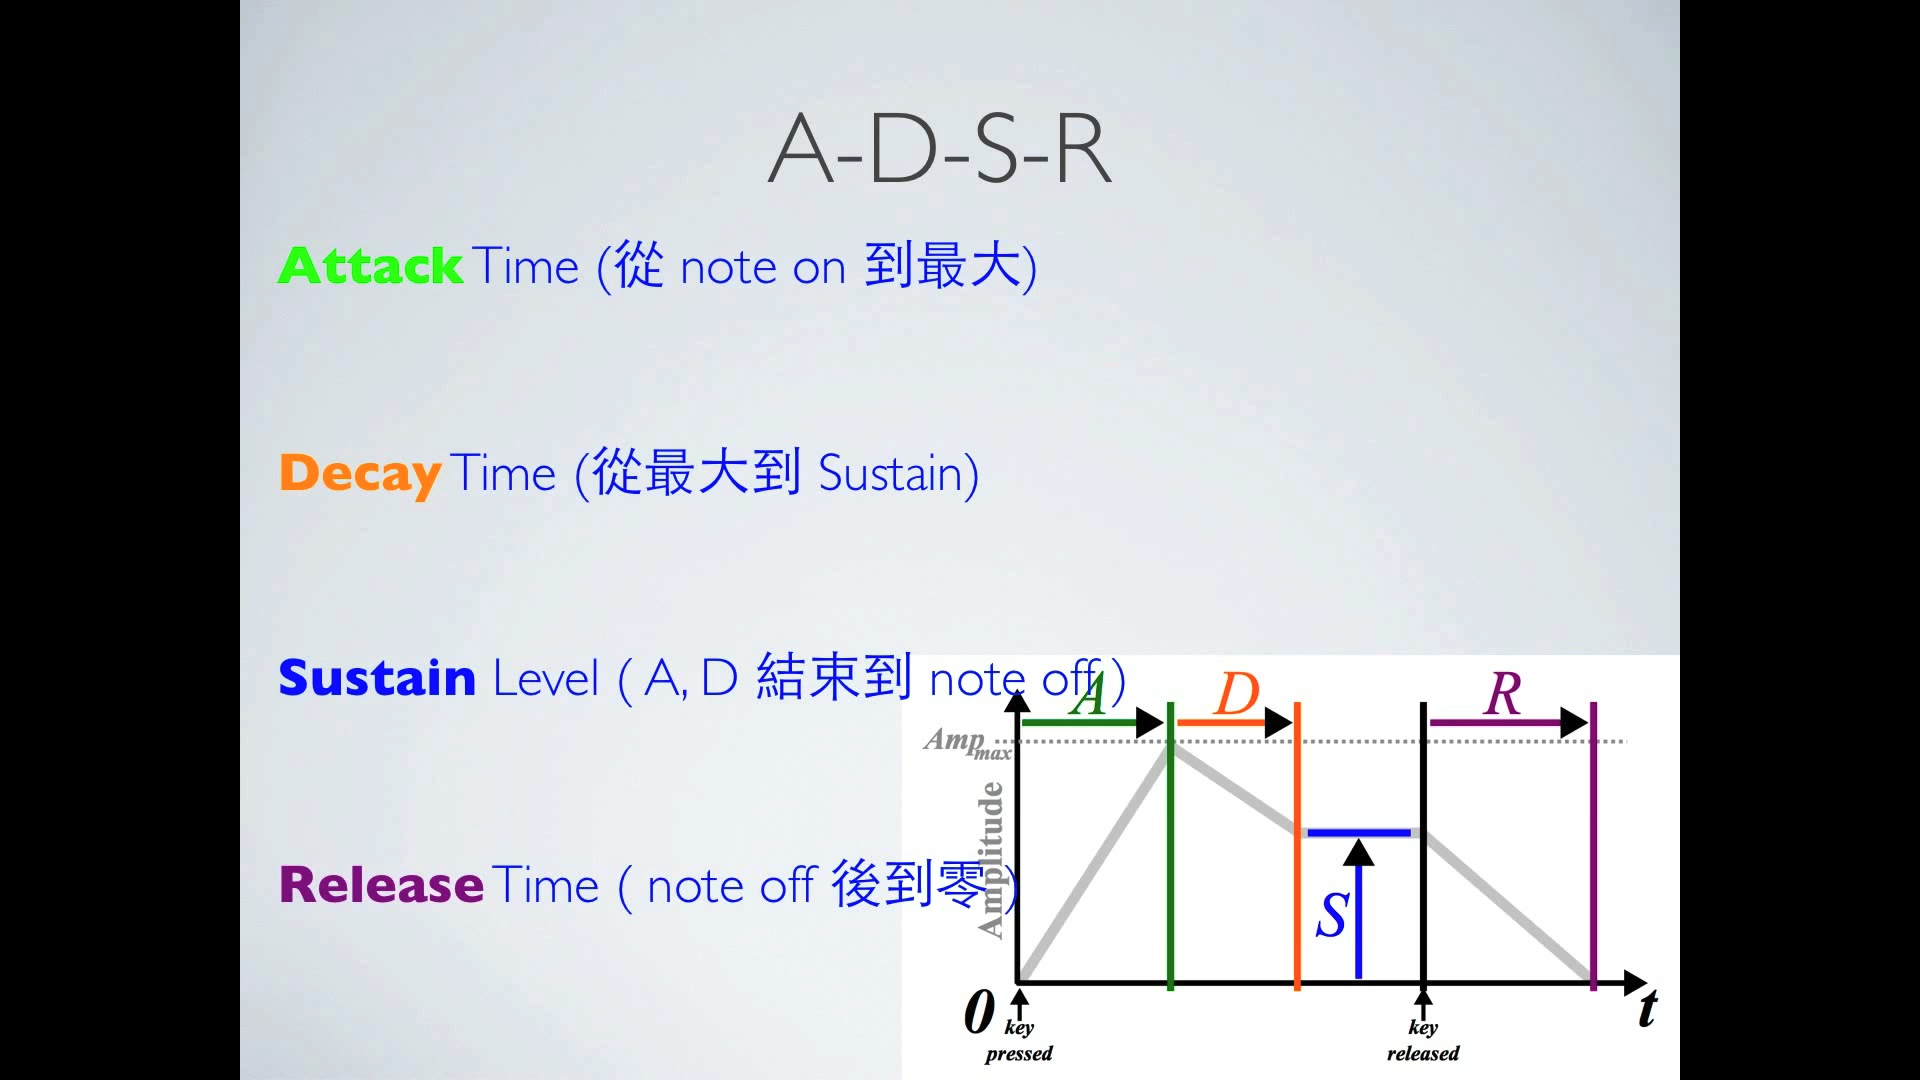 A-D-S-R
Attack Time (從 note on 到最大)
Decay Time (從最大到 Sustain)
Sustain Level ( A, D 結束到 note off )
Release Time ( note off 後到零 )
A
D
R
Amp max
Amplitude
S
0
t
key pressed
key released